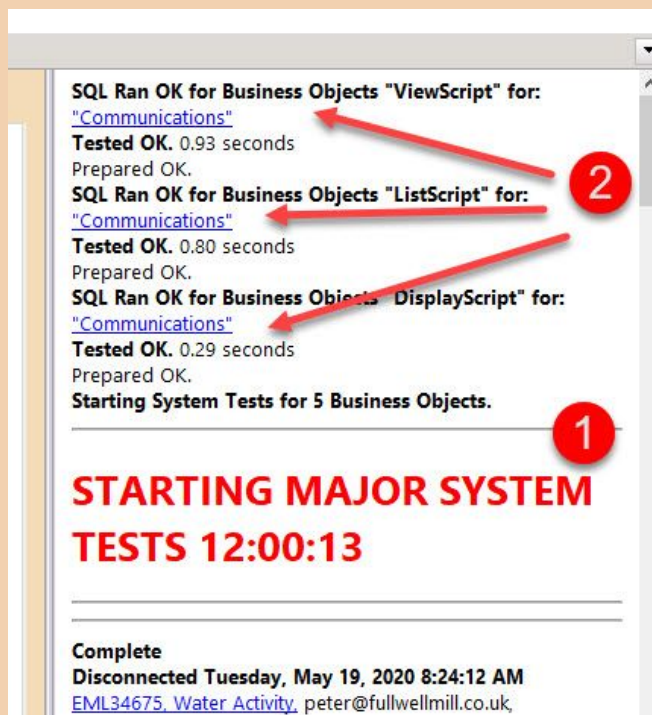 SQL Ran OK for Business Objects "ViewScript" for:
"Communications"
Tested OK. 0.93 seconds
Prepared OK.
2
SQL Ran OK for Business Objects "ListScript" for:
"Communications"
Tested OK. 0.80 seconds
Prepared OK.
SQL Ran OK for Business Objects "DisplayScript" for:
"Communications"
Tested OK. 0.29 seconds
Prepared OK.
Starting System Tests for 5 Business Objects.
1
STARTING MAJOR SYSTEM
TESTS 12:00:13
Complete
Disconnected Tuesday, May 19, 2020 8:24:12 AM
EML34675, Water Activity, peter@fullwellmill.co.uk,